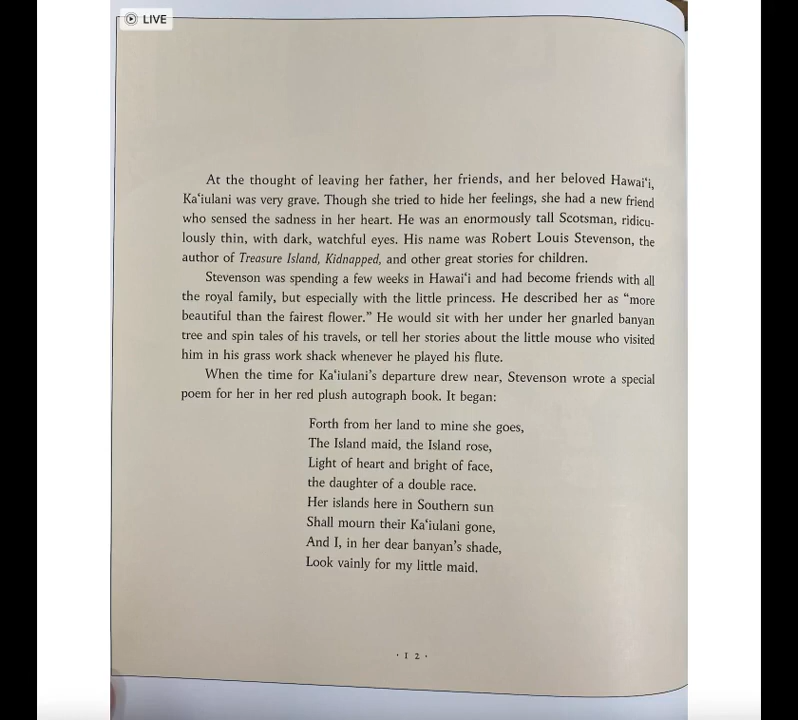 LIVE
At the thought of leaving her father, her friends, and her beloved Hawaiʻi,
Kaʻiulani was very grave. Though she tried to hide her feelings, she had a new friend
who sensed the sadness in her heart. He was an enormously tall Scotsman, ridicu-
lously thin, with dark, watchful eyes. His name was Robert Louis Stevenson, the
author of Treasure Island, Kidnapped, and other great stories for children.
Stevenson was spending a few weeks in Hawaiʻi and had become friends with all
the royal family, but especially with the little princess. He described her as “more
beautiful than the fairest flower.” He would sit with her under her gnarled banyan
tree and spin tales of his travels, or tell her stories about the little mouse who visited
him in his grass work shack whenever he played his flute.
When the time for Kaʻiulani’s departure drew near, Stevenson wrote a special
poem for her in her red plush autograph book. It began:
Forth from her land to mine she goes,
The Island maid, the Island rose,
Light of heart and bright of face,
the daughter of a double race.
Her islands here in Southern sun
Shall mourn their Kaʻiulani gone,
And I, in her dear banyan’s shade,
Look vainly for my little maid.
· 1 2 ·